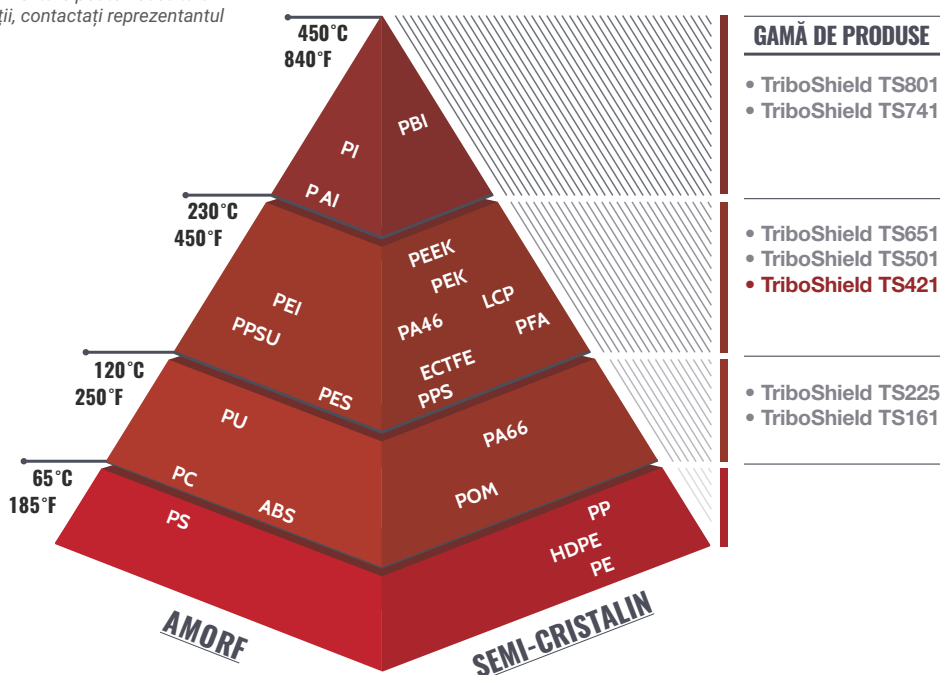 ții, contactați reprezentantul
450°C
840°F
GAMĂ DE PRODUSE
• TriboShield TS801
• TriboShield TS741
PBI
PI
P AI
230°C
450°F
• TriboShield TS651
• TriboShield TS501
• TriboShield TS421
PEEK
PEK
LCP
PEI
PA46
PFA
PPSU
ECTFE
PPS
PES
120°C
250°F
• TriboShield TS225
• TriboShield TS161
PU
PA66
PC
POM
ABS
65°C
185°F
PS
PP
HDPE
PE
AMORF
SEMI-CRISTALIN